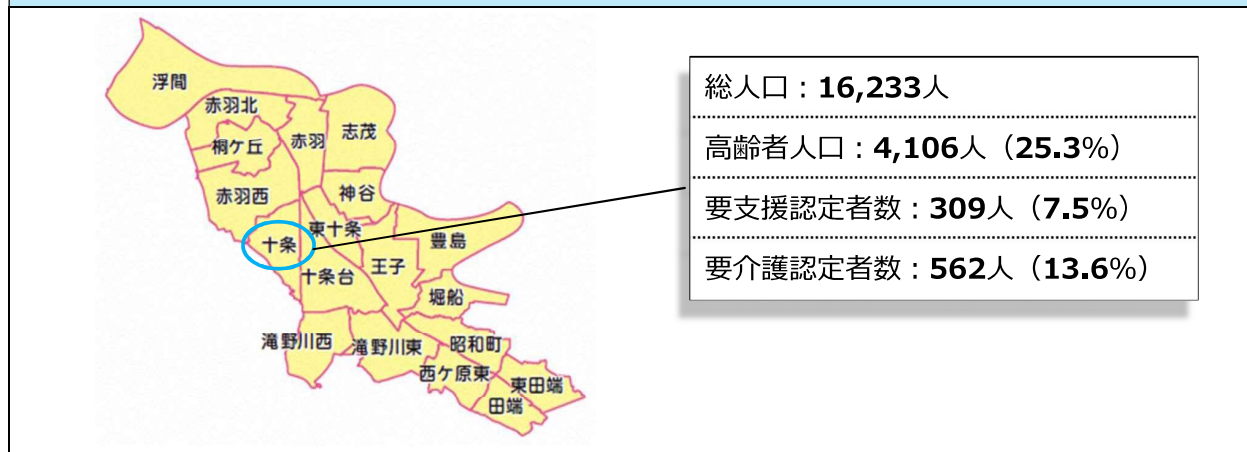 浮間
赤羽北
桐ケ丘
赤羽
志茂
赤羽西
神谷
十条
東十条
豊島
十条台
王子
堀船
滝野川西
滝野川東
昭和町
西ケ原東
東田端
田端
総人口：16,233人
高齢者人口：4,106人（25.3%）
要支援認定者数：309人（7.5%）
要介護認定者数：562人（13.6%）